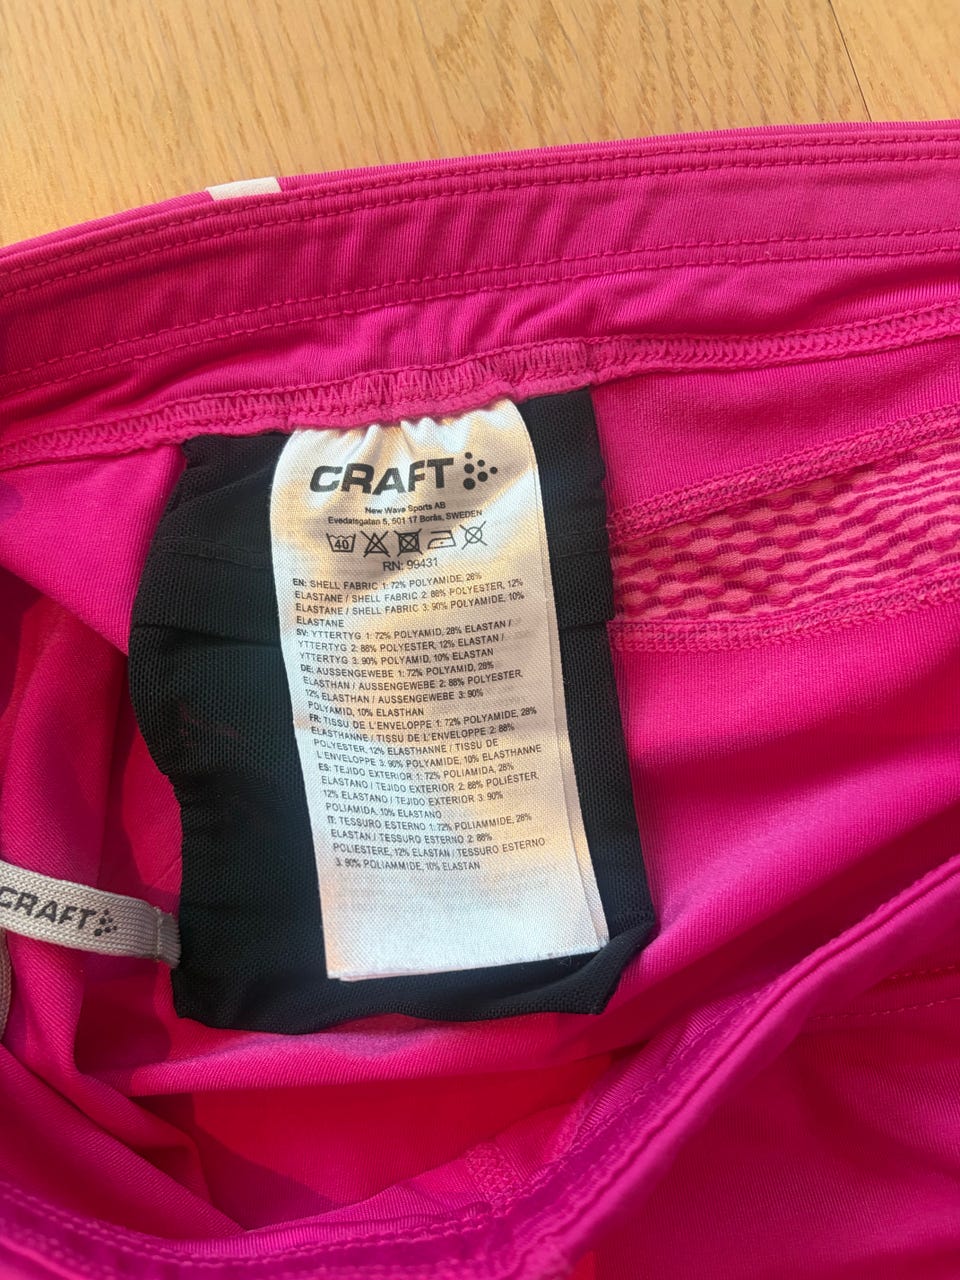 CRAFT
New Wave Sports AB
Evedalsgatan 5, 501 17 Borås, SWEDEN
40
RN: 99431
EN: SHELL FABRIC 1: 72% POLYAMIDE, 28%
ELASTANE / SHELL FABRIC 2: 88% POLYESTER, 12%
ELASTANE / SHELL FABRIC 3: 90% POLYAMIDE, 10%
ELASTANE
SV: YTTERTYG 1: 72% POLYAMID, 28% ELASTAN /
YTTERTYG 2: 88% POLYESTER, 12% ELASTAN /
YTTERTYG 3: 90% POLYAMID, 10% ELASTAN
DE: AUSSENGEWEBE 1: 72% POLYAMID, 28%
ELASTHAN / AUSSENGEWEBE 2: 88% POLYESTER,
12% ELASTHAN / AUSSENGEWEBE 3: 90%
POLYAMID, 10% ELASTHAN
FR: TISSU DE L'ENVELOPPE 1: 72% POLYAMIDE, 28%
ELASTHANNE / TISSU DE L'ENVELOPPE 2: 88%
POLYESTER, 12% ELASTHANNE / TISSU DE
L'ENVELOPPE 3: 90% POLYAMIDE, 10% ELASTHANNE
ES: TEJIDO EXTERIOR 1: 72% POLIAMIDA, 28%
ELASTANO / TEJIDO EXTERIOR 2: 88% POLIÉSTER,
12% ELASTANO / TEJIDO EXTERIOR 3: 90%
POLIAMIDA, 10% ELASTANO
IT: TESSURO ESTERNO 1: 72% POLIAMMIDE, 28%
ELASTAN / TESSURO ESTERNO 2: 88%
POLIESTERE, 12% ELASTAN / TESSURO ESTERNO
3: 90% POLIAMMIDE, 10% ELASTAN
CRAFT